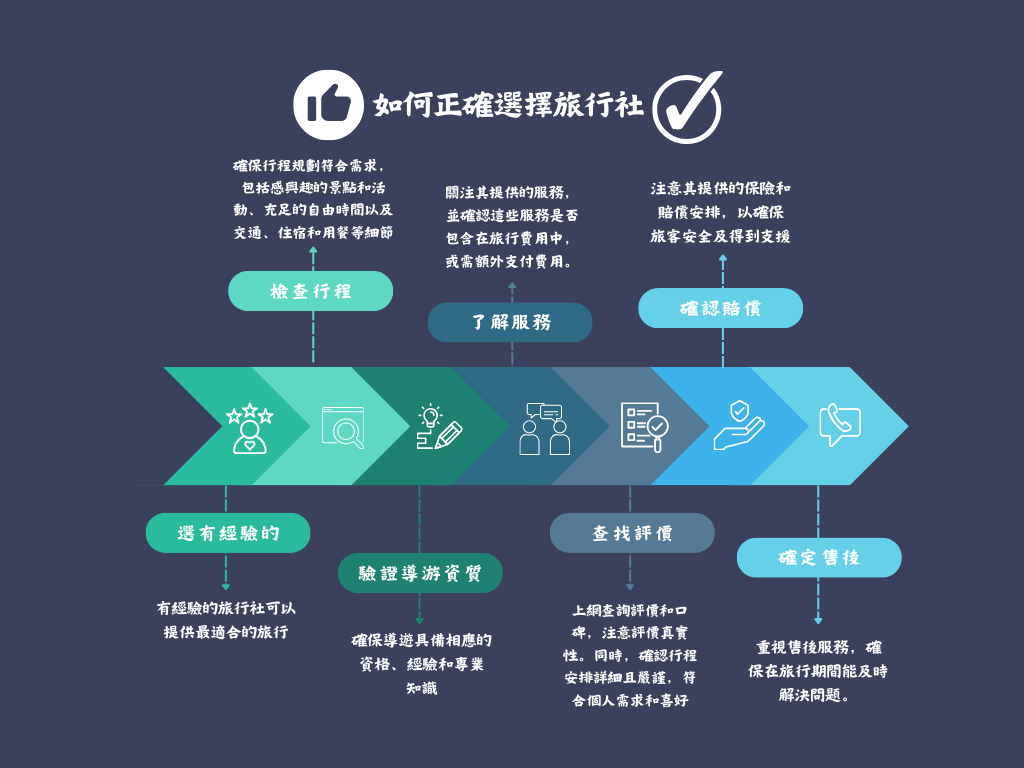 如何正確選擇旅行社
確保行程規劃符合需求,
包括感興趣的景點和活
動、充足的自由時間以及
交通、住宿和用餐等細節
檢查行程
關注其提供的服務,
並確認這些服務是否
包含在旅行費用中,
或需額外支付費用。
了解服務
注意其提供的保險和
賠償安排,以確保
旅客安全及得到支援
確認賠償
選有經驗的
有經驗的旅行社可以
提供最適合的旅行
驗證導游資質
確保導遊具備相應的
資格、經驗和專業
知識
查找評價
上網查詢評價和口
碑,注意評價真實
性。同時,確認行程
安排詳細且嚴謹,符
合個人需求和喜好
確定售後
重視售後服務,確
保在旅行期間能及時
解決問題。